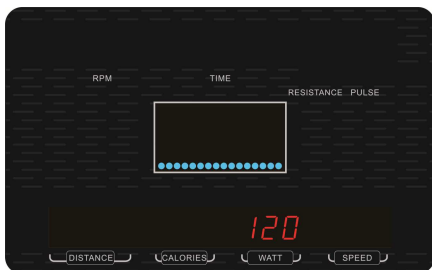 RPM TIME
RESISTANCE PULSE
120
DISTANCE CALORIES WATT SPEED